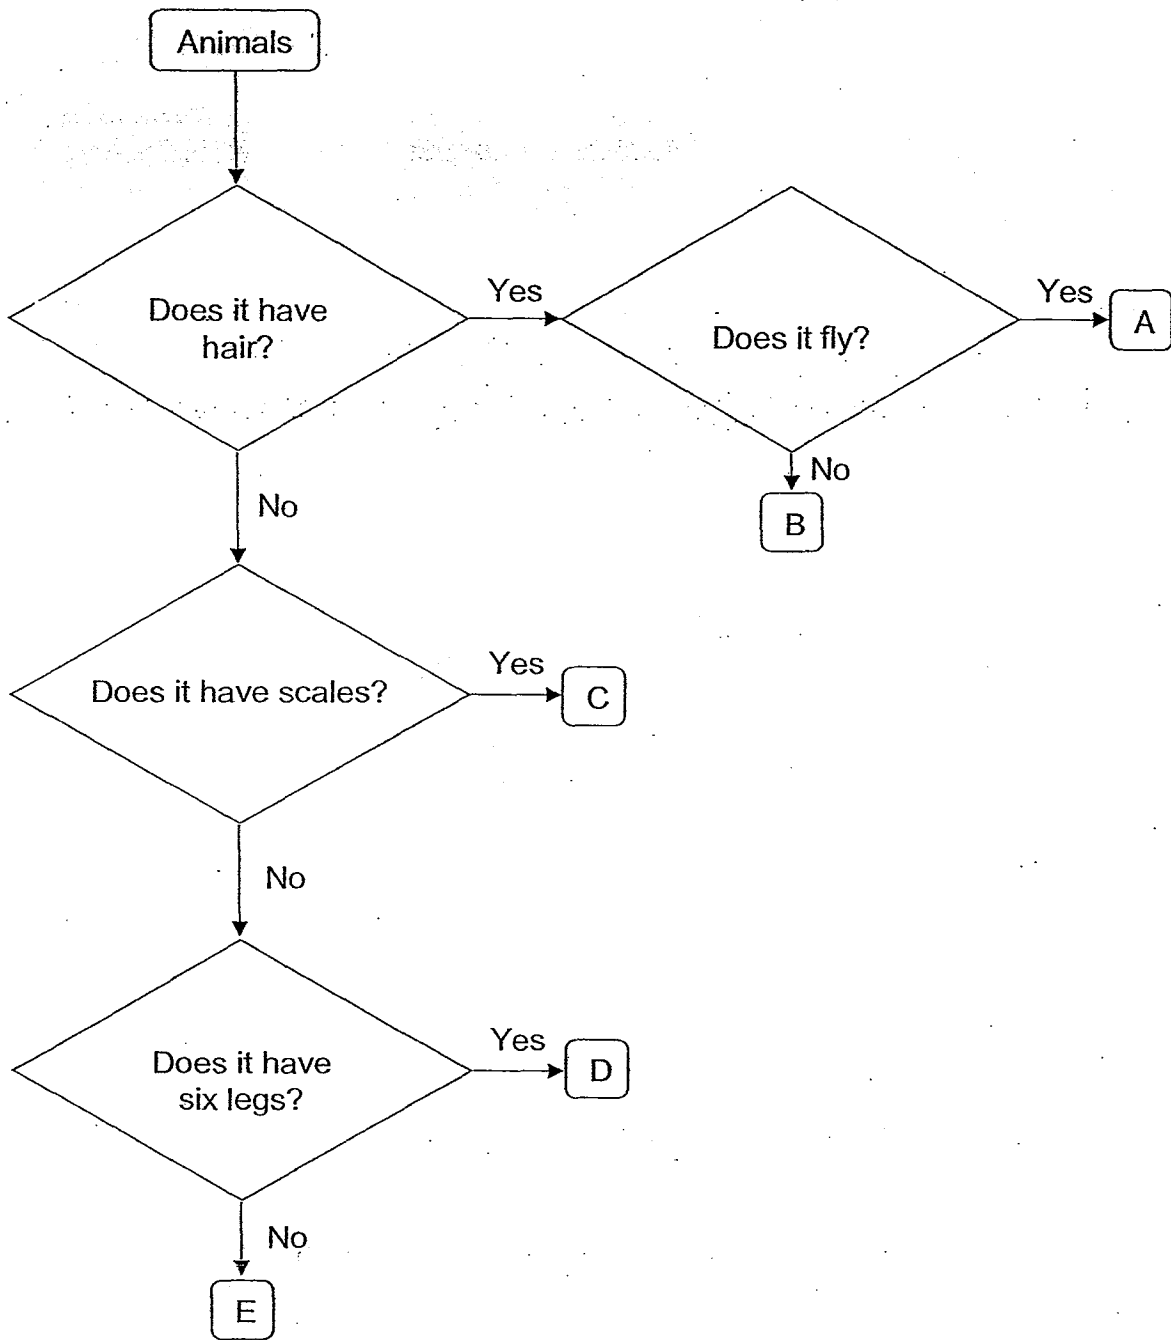 Animals
Does it have
hair?
Yes
Does it fly?
Yes
A
No
B
No
Does it have scales?
Yes
C
No
Does it have
six legs?
Yes
D
No
E